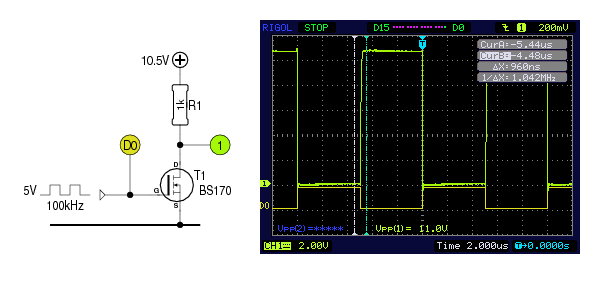 10.5V
1k
R1
D0
1
D
T1
G
BS170
S
5V
100kHz
RIGOL STOP D15 D0 1 200mV
T
CurA:-5.44us
CurB:-4.48us
ΔX:960ns
1/ΔX:1.042MHz
1
D0
Vpp(2)=***** Vpp(1)= 11.0V
CH1 2.00V Time 2.000us T→0.0000s